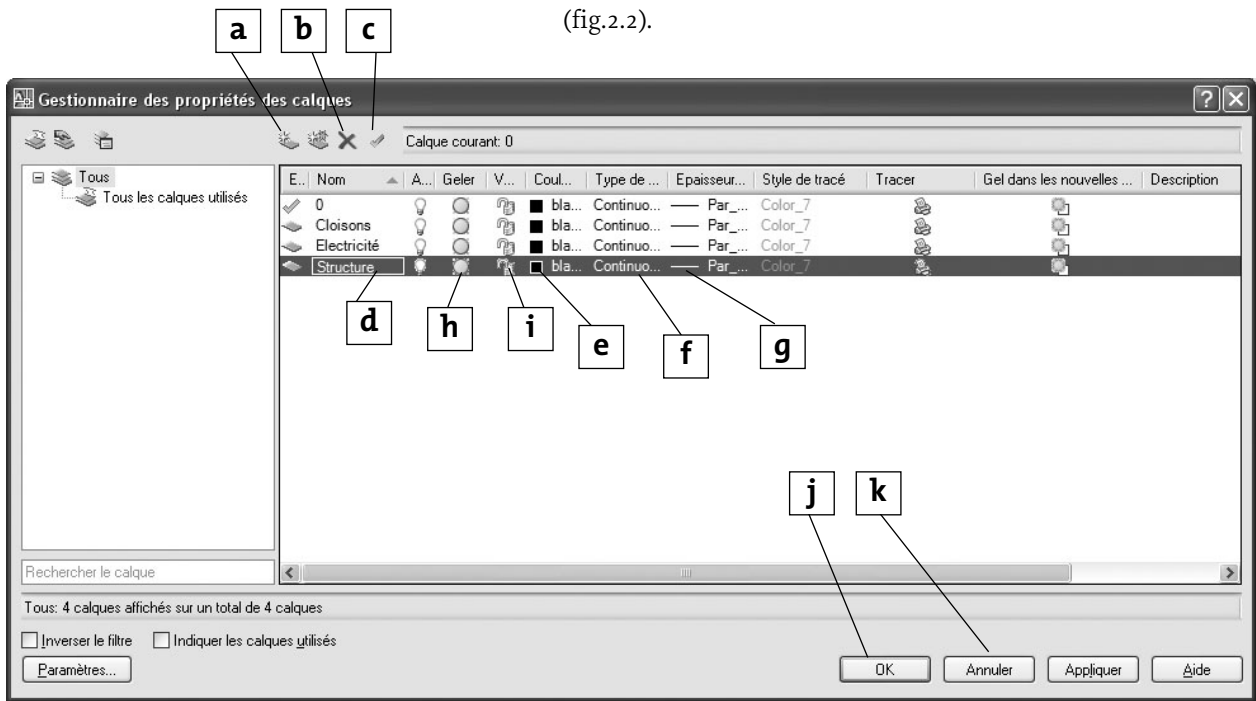 (fig.2.2).
a b c
Gestionnaire des propriétés des calques
Calque courant: 0
Tous
Tous les calques utilisés
E.. Nom A... Geler V... Coul... Type de ... Epaisseur... Style de tracé Tracer Gel dans les nouvelles ... Description
0 bla... Continuo... Par_... Color_7
Cloisons bla... Continuo... Par_... Color_7
Electricité bla... Continuo... Par_... Color_7
Structure bla... Continuo... Par_... Color_7
d h i e f g
j k
Rechercher le calque
Tous: 4 calques affichés sur un total de 4 calques
Inverser le filtre Indiquer les calques utilisés
Paramètres... OK Annuler Appliquer Aide